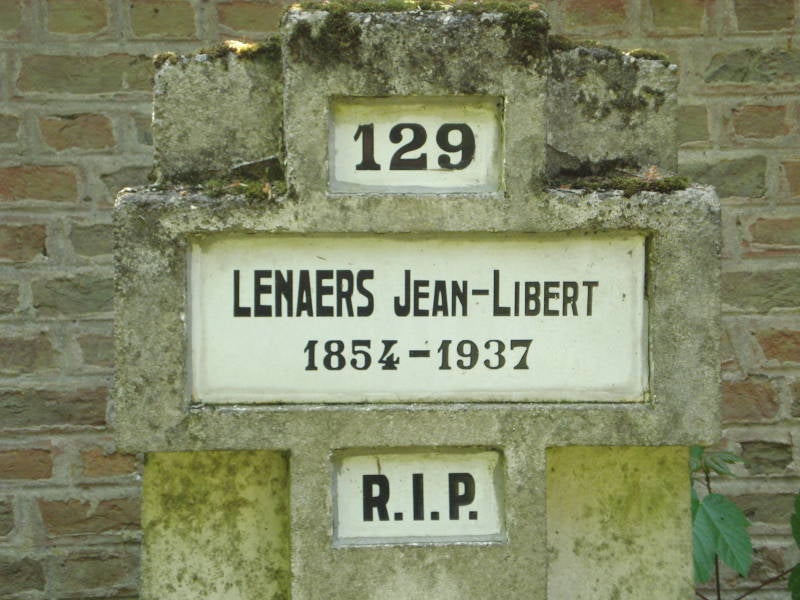 129
LENAERS JEAN-LIBERT
1854-1937
R.I.P.